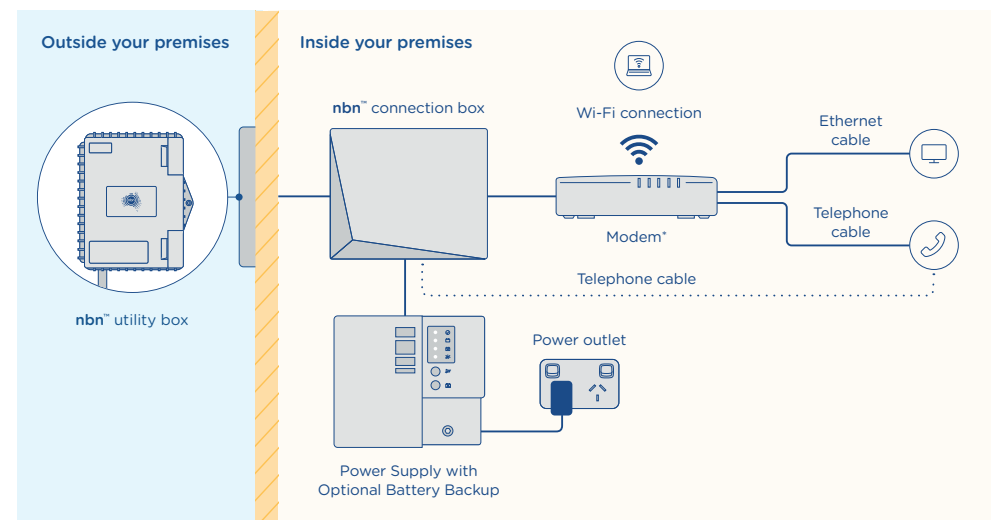 Outside your premises
Inside your premises
nbn™ connection box
Wi-Fi connection
Ethernet
cable
Telephone
cable
Modem*
Telephone cable
nbn™ utility box
Power outlet
Power Supply with
Optional Battery Backup